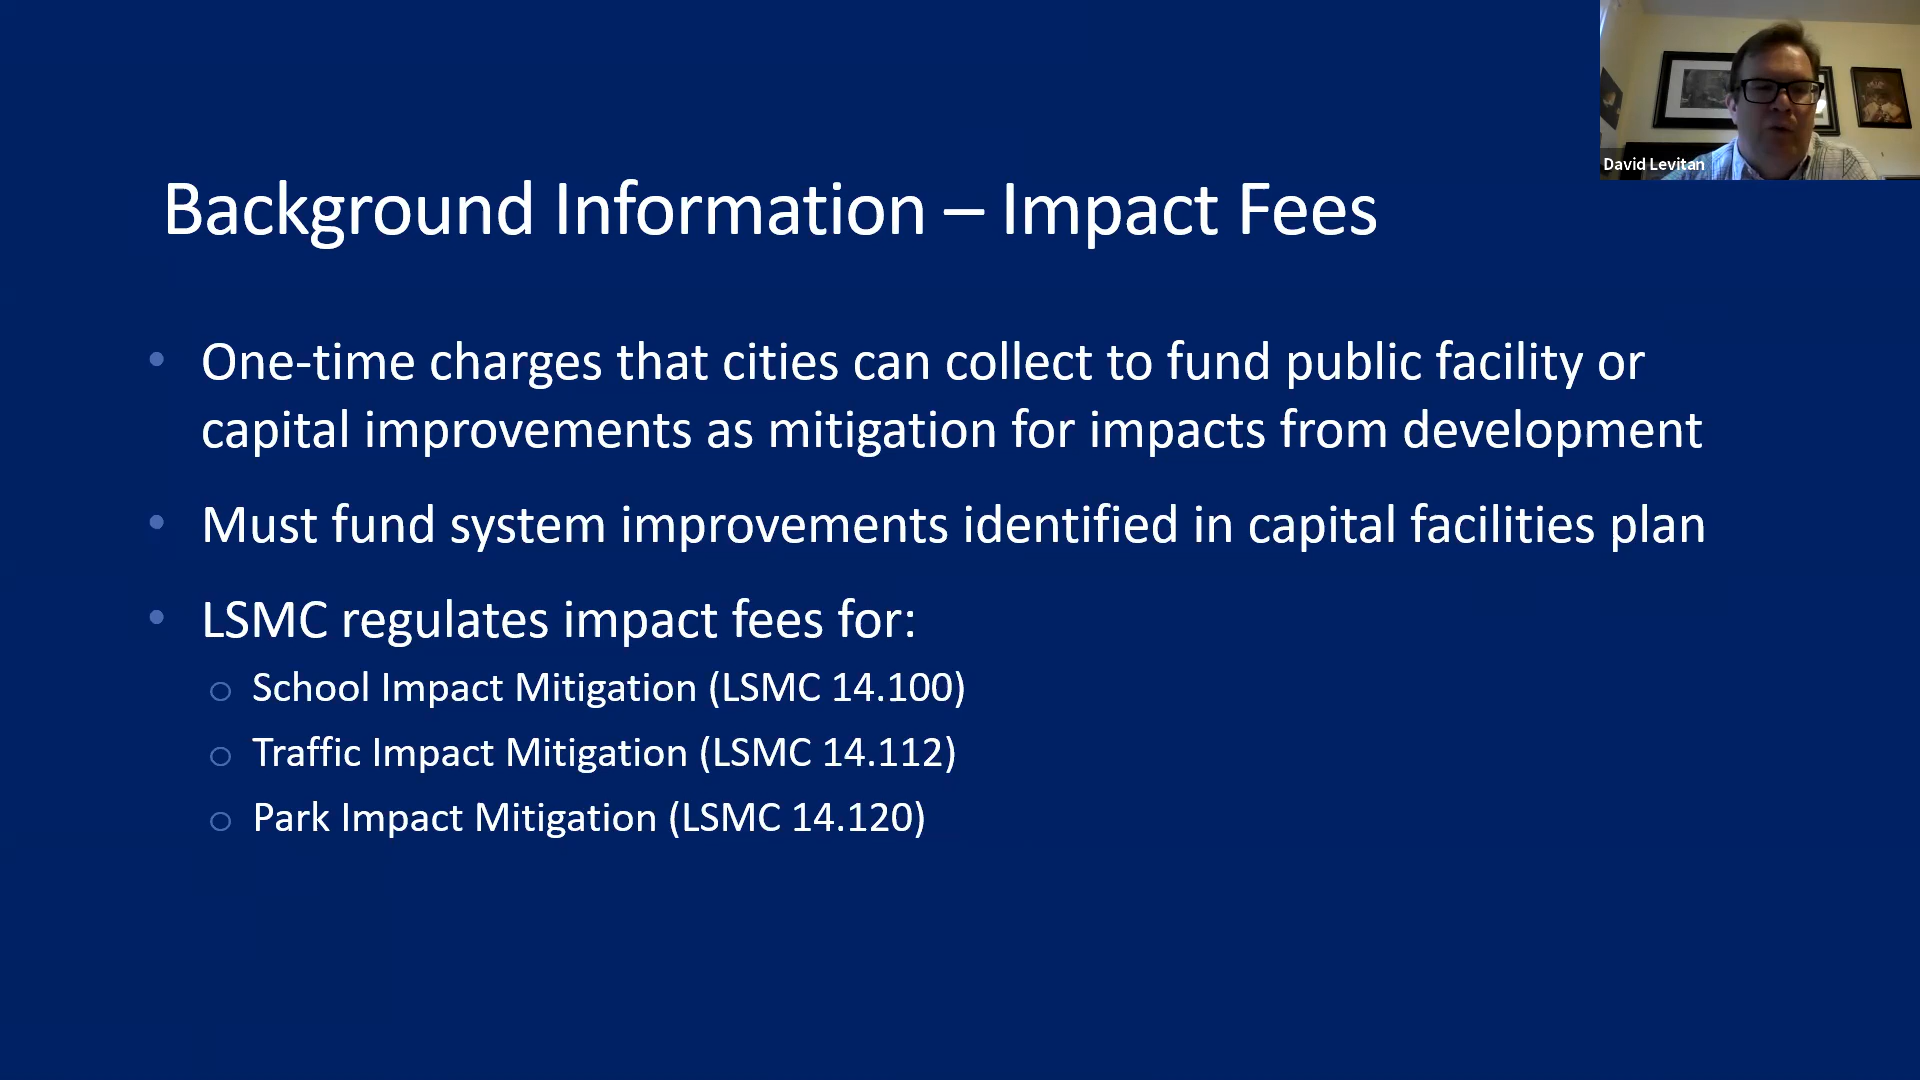 David Levitan
Background Information – Impact Fees
• One-time charges that cities can collect to fund public facility or
capital improvements as mitigation for impacts from development
• Must fund system improvements identified in capital facilities plan
• LSMC regulates impact fees for:
o School Impact Mitigation (LSMC 14.100)
o Traffic Impact Mitigation (LSMC 14.112)
o Park Impact Mitigation (LSMC 14.120)